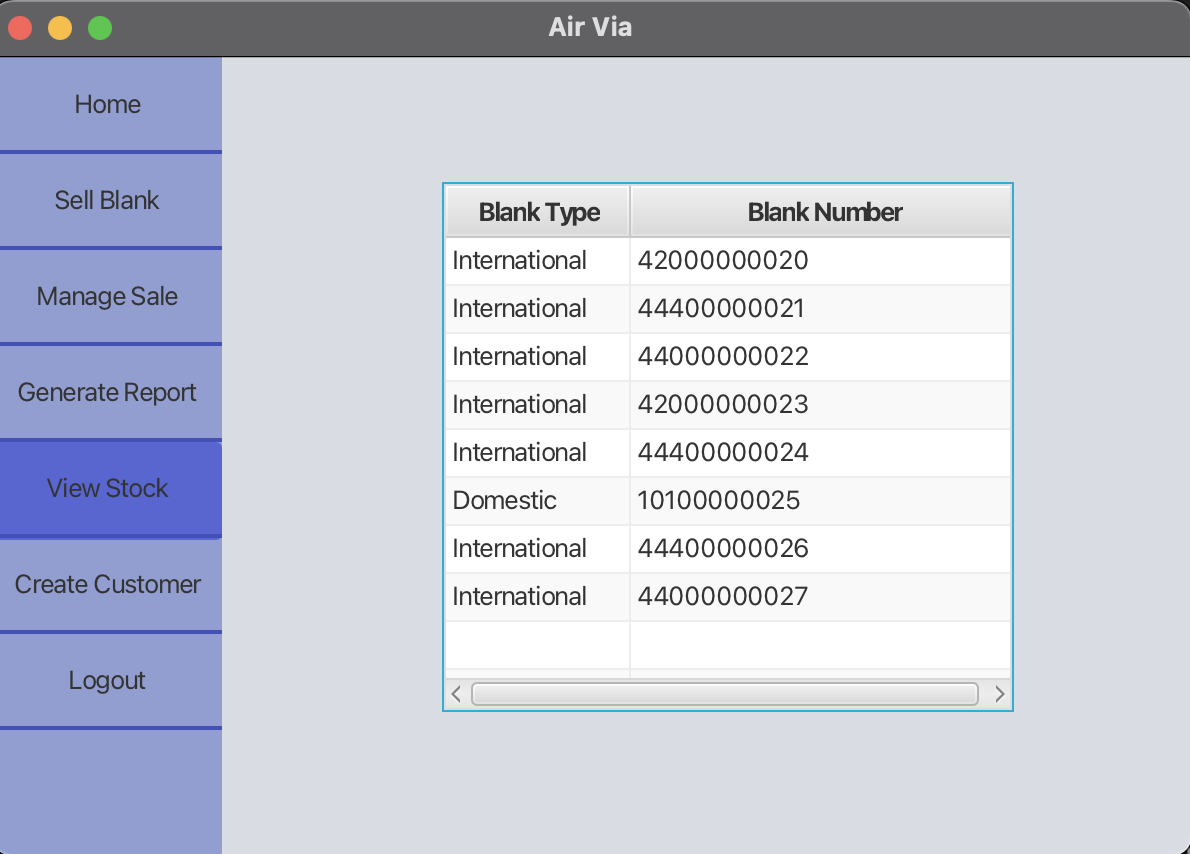 Air Via
Home
Sell Blank
Manage Sale
Generate Report
View Stock
Create Customer
Logout
Blank Type Blank Number
International 42000000020
International 44400000021
International 44000000022
International 42000000023
International 44400000024
Domestic 10100000025
International 44400000026
International 44000000027